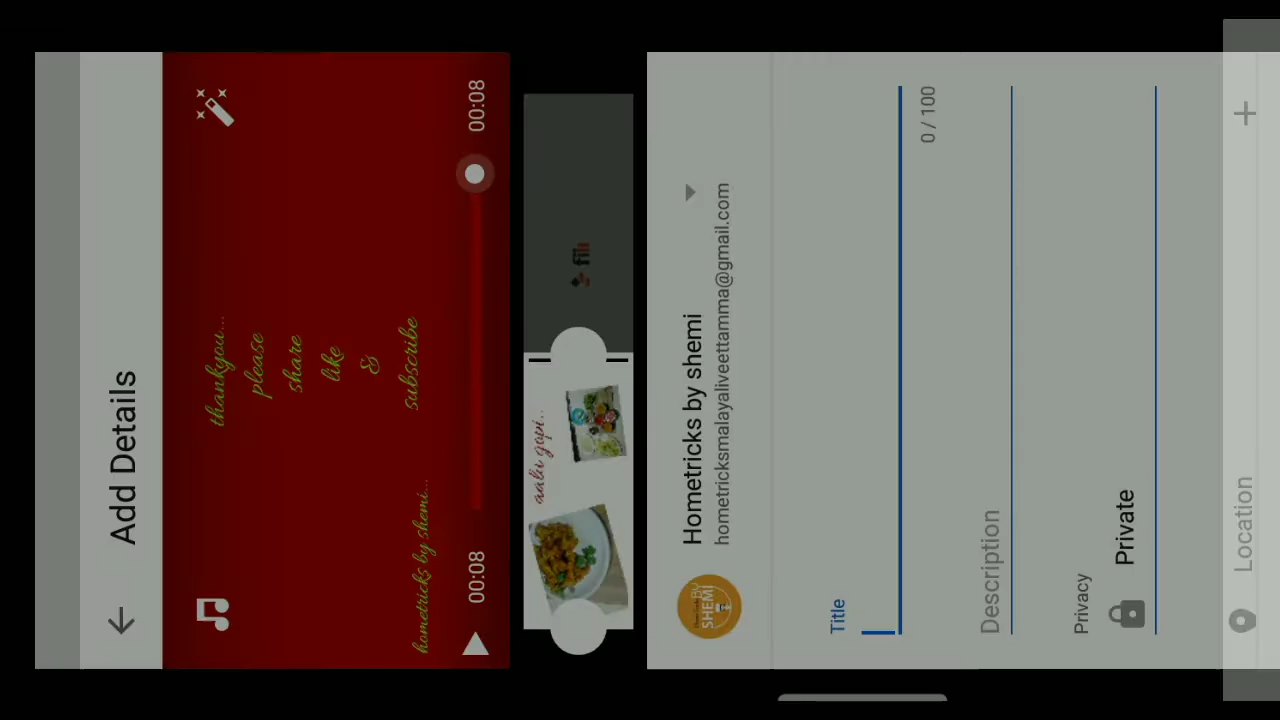 Add Details
thankyou...
please
share
like
&
subscribe
hometricks by shemi...
00:08
00:08
aalu gopi..
Hometricks by shemi
hometricksmalayaliveettamma@gmail.com
SHEMI
Title
0 / 100
Description
Privacy
Private
Location